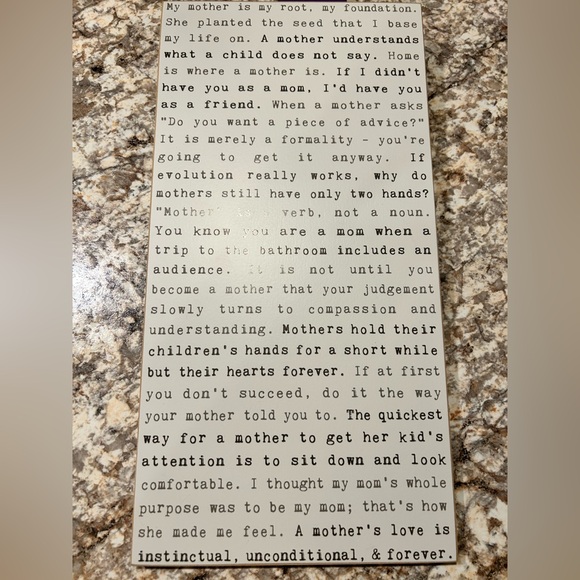 My mother is my root, my foundation.
She planted the seed that I base
my life on. A mother understands
what a child does not say. Home
is where a mother is. If I didn't
have you as a mom, I'd have you
as a friend. When a mother asks
"Do you want a piece of advice?"
It is merely a formality - you're
going to get it anyway. If
evolution really works, why do
mothers still have only two hands?
"Mother" is a verb, not a noun.
You know you are a mom when a
trip to the bathroom includes an
audience. It is not until you
become a mother that your judgement
slowly turns to compassion and
understanding. Mothers hold their
children's hands for a short while
but their hearts forever. If at first
you don't succeed, do it the way
your mother told you to. The quickest
way for a mother to get her kid's
attention is to sit down and look
comfortable. I thought my mom's whole
purpose was to be my mom; that's how
she made me feel. A mother's love is
instinctual, unconditional, & forever.